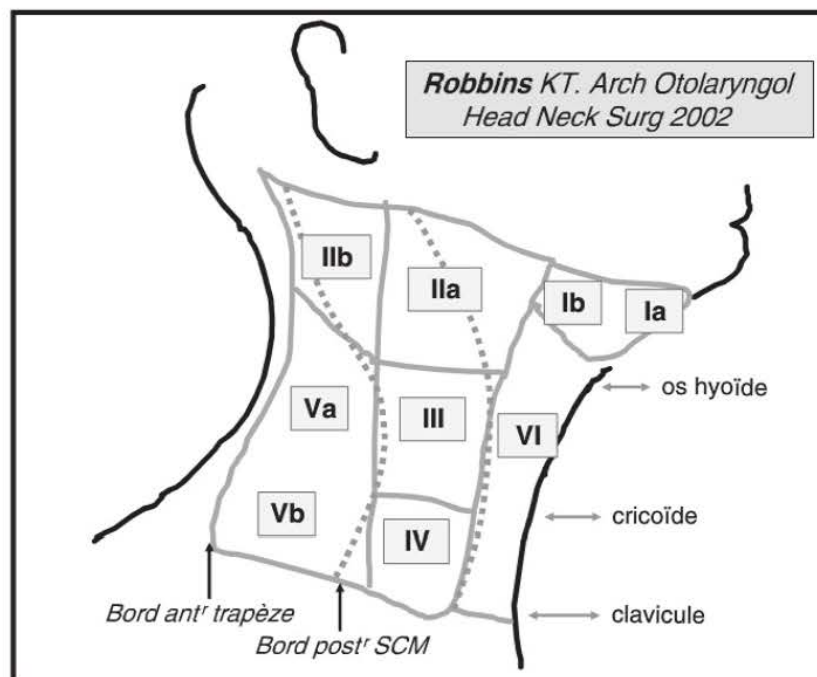 Robbins KT. Arch Otolaryngol
Head Neck Surg 2002
IIb
IIa
Ib
Ia
os hyoïde
Va
III
VI
Vb
IV
cricoïde
Bord antʳ trapèze
Bord postʳ SCM
clavicule